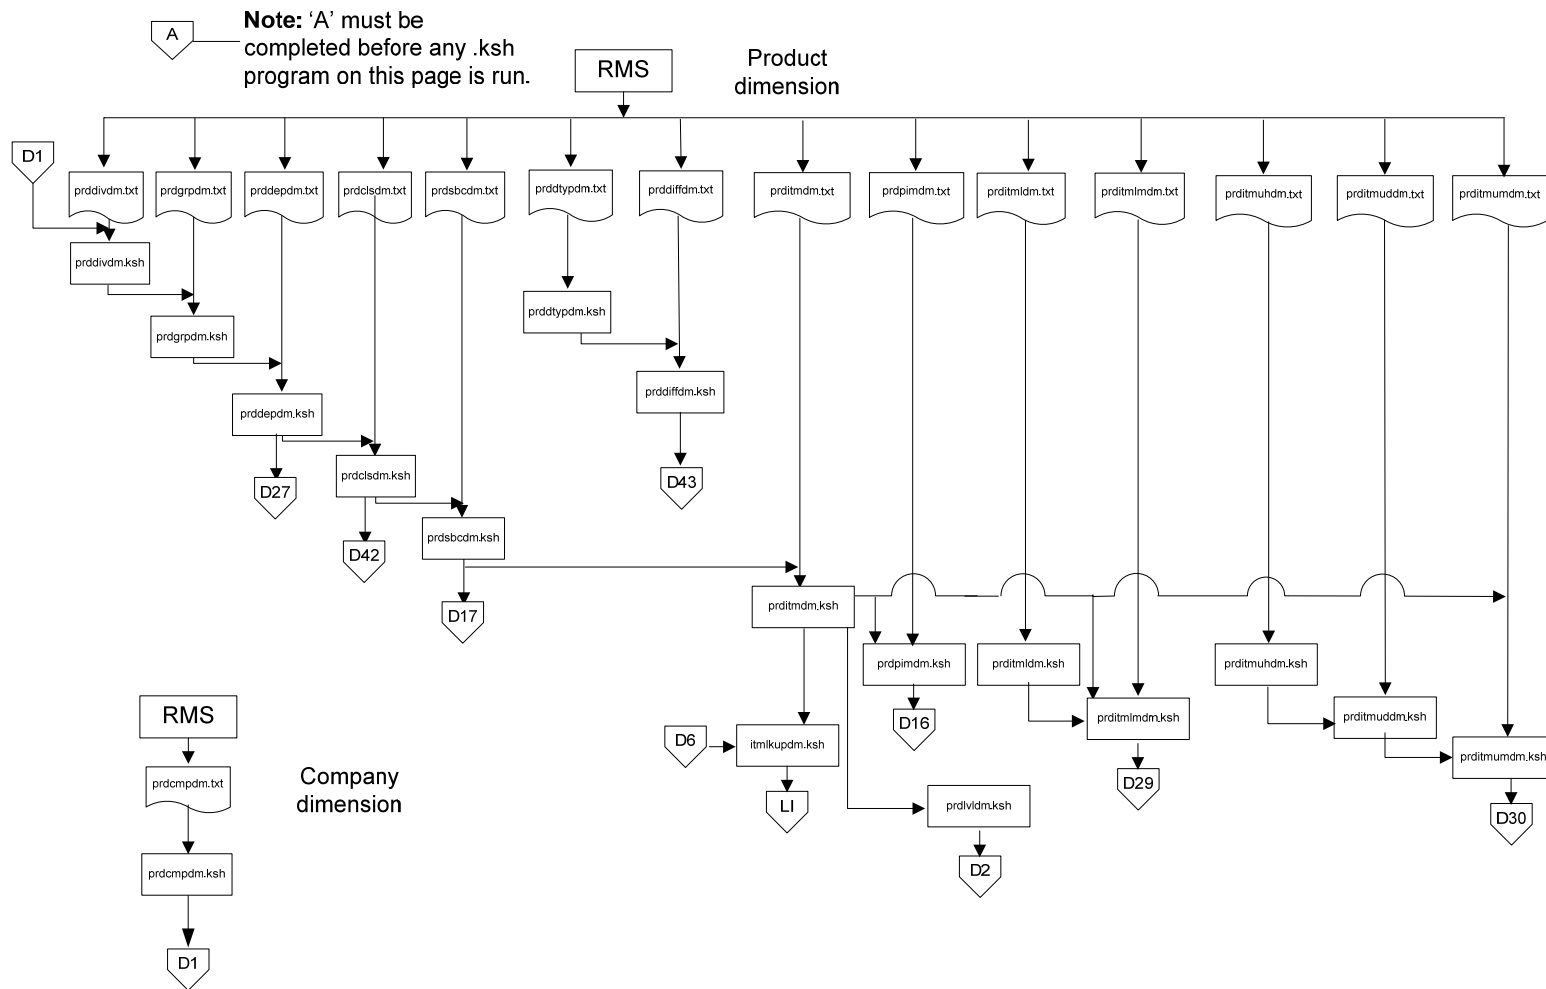 A
Note: ‘A’ must be
completed before any .ksh
program on this page is run.
RMS
Product
dimension
D1
prddivdm.txt
prdgrpdm.txt
prddepdm.txt
prdclsdm.txt
prdsbcdm.txt
prddtypdm.txt
prddiffdm.txt
prditmdm.txt
prdpimdm.txt
prditmldm.txt
prditmlmdm.txt
prditmuhdm.txt
prditmuddm.txt
prditmumdm.txt
prddivdm.ksh
prdgrpdm.ksh
prddtypdm.ksh
prddepdm.ksh
prddiffdm.ksh
prdclsdm.ksh
D27
D43
prdsbcdm.ksh
D42
D17
prditmdm.ksh
prdpimdm.ksh
prditmldm.ksh
prditmuhdm.ksh
RMS
D16
prditmlmdm.ksh
prditmuddm.ksh
D6
itmlkupdm.ksh
prditmumdm.ksh
prdcmpdm.txt
Company
dimension
D29
LI
prdlvldm.ksh
D30
prdcmpdm.ksh
D2
D1